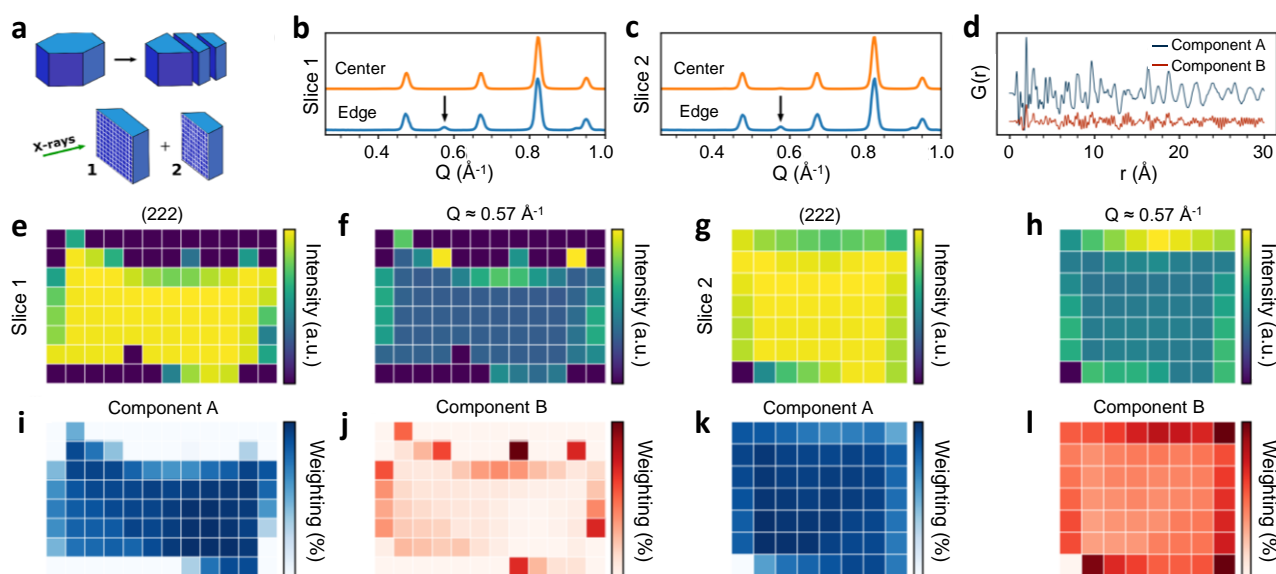 a
X-rays
1
+
2
b
Slice 1
Center
Edge
0.4
0.6
0.8
1.0
Q (Å⁻¹)
c
Slice 2
Center
Edge
0.4
0.6
0.8
1.0
Q (Å⁻¹)
d
G(r)
Component A
Component B
0
10
20
30
r (Å)
e
(222)
Slice 1
Intensity (a.u.)
f
Q ≈ 0.57 Å⁻¹
Intensity (a.u.)
g
(222)
Slice 2
Intensity (a.u.)
h
Q ≈ 0.57 Å⁻¹
Intensity (a.u.)
i
Component A
Weighting (%)
j
Component B
Weighting (%)
k
Component A
Weighting (%)
l
Component B
Weighting (%)